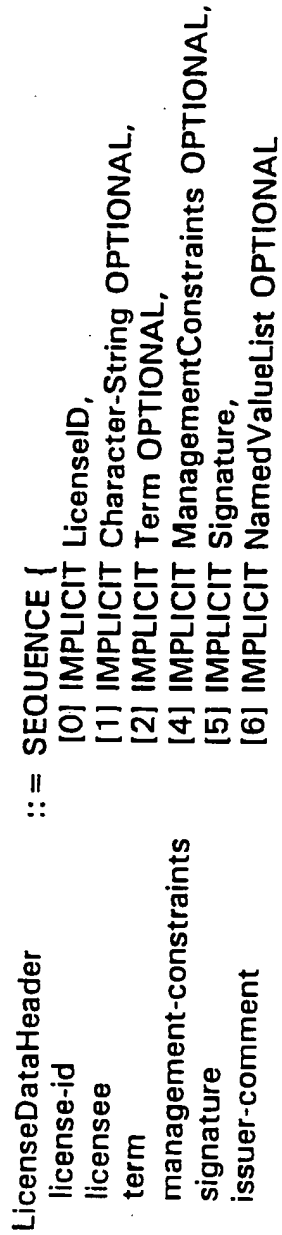 LicenseDataHeader ::= SEQUENCE {
license-id [0] IMPLICIT LicenseID,
licensee [1] IMPLICIT Character-String OPTIONAL,
term [2] IMPLICIT Term OPTIONAL,
management-constraints [4] IMPLICIT ManagementConstraints OPTIONAL,
signature [5] IMPLICIT Signature,
issuer-comment [6] IMPLICIT NamedValueList OPTIONAL